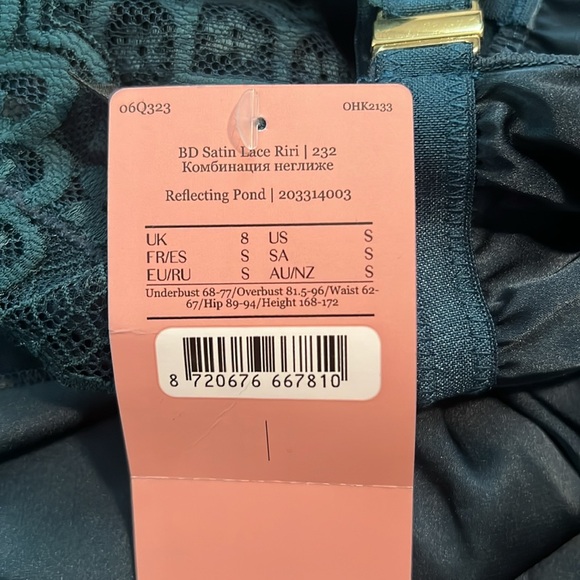 06Q323 OHK2133
BD Satin Lace Riri | 232
Комбинация неглиже
Reflecting Pond | 203314003
UK 8 US S
FR/ES S SA S
EU/RU S AU/NZ S
Underbust 68-77/Overbust 81.5-96/Waist 62-
67/Hip 89-94/Height 168-172
8 720676 667810